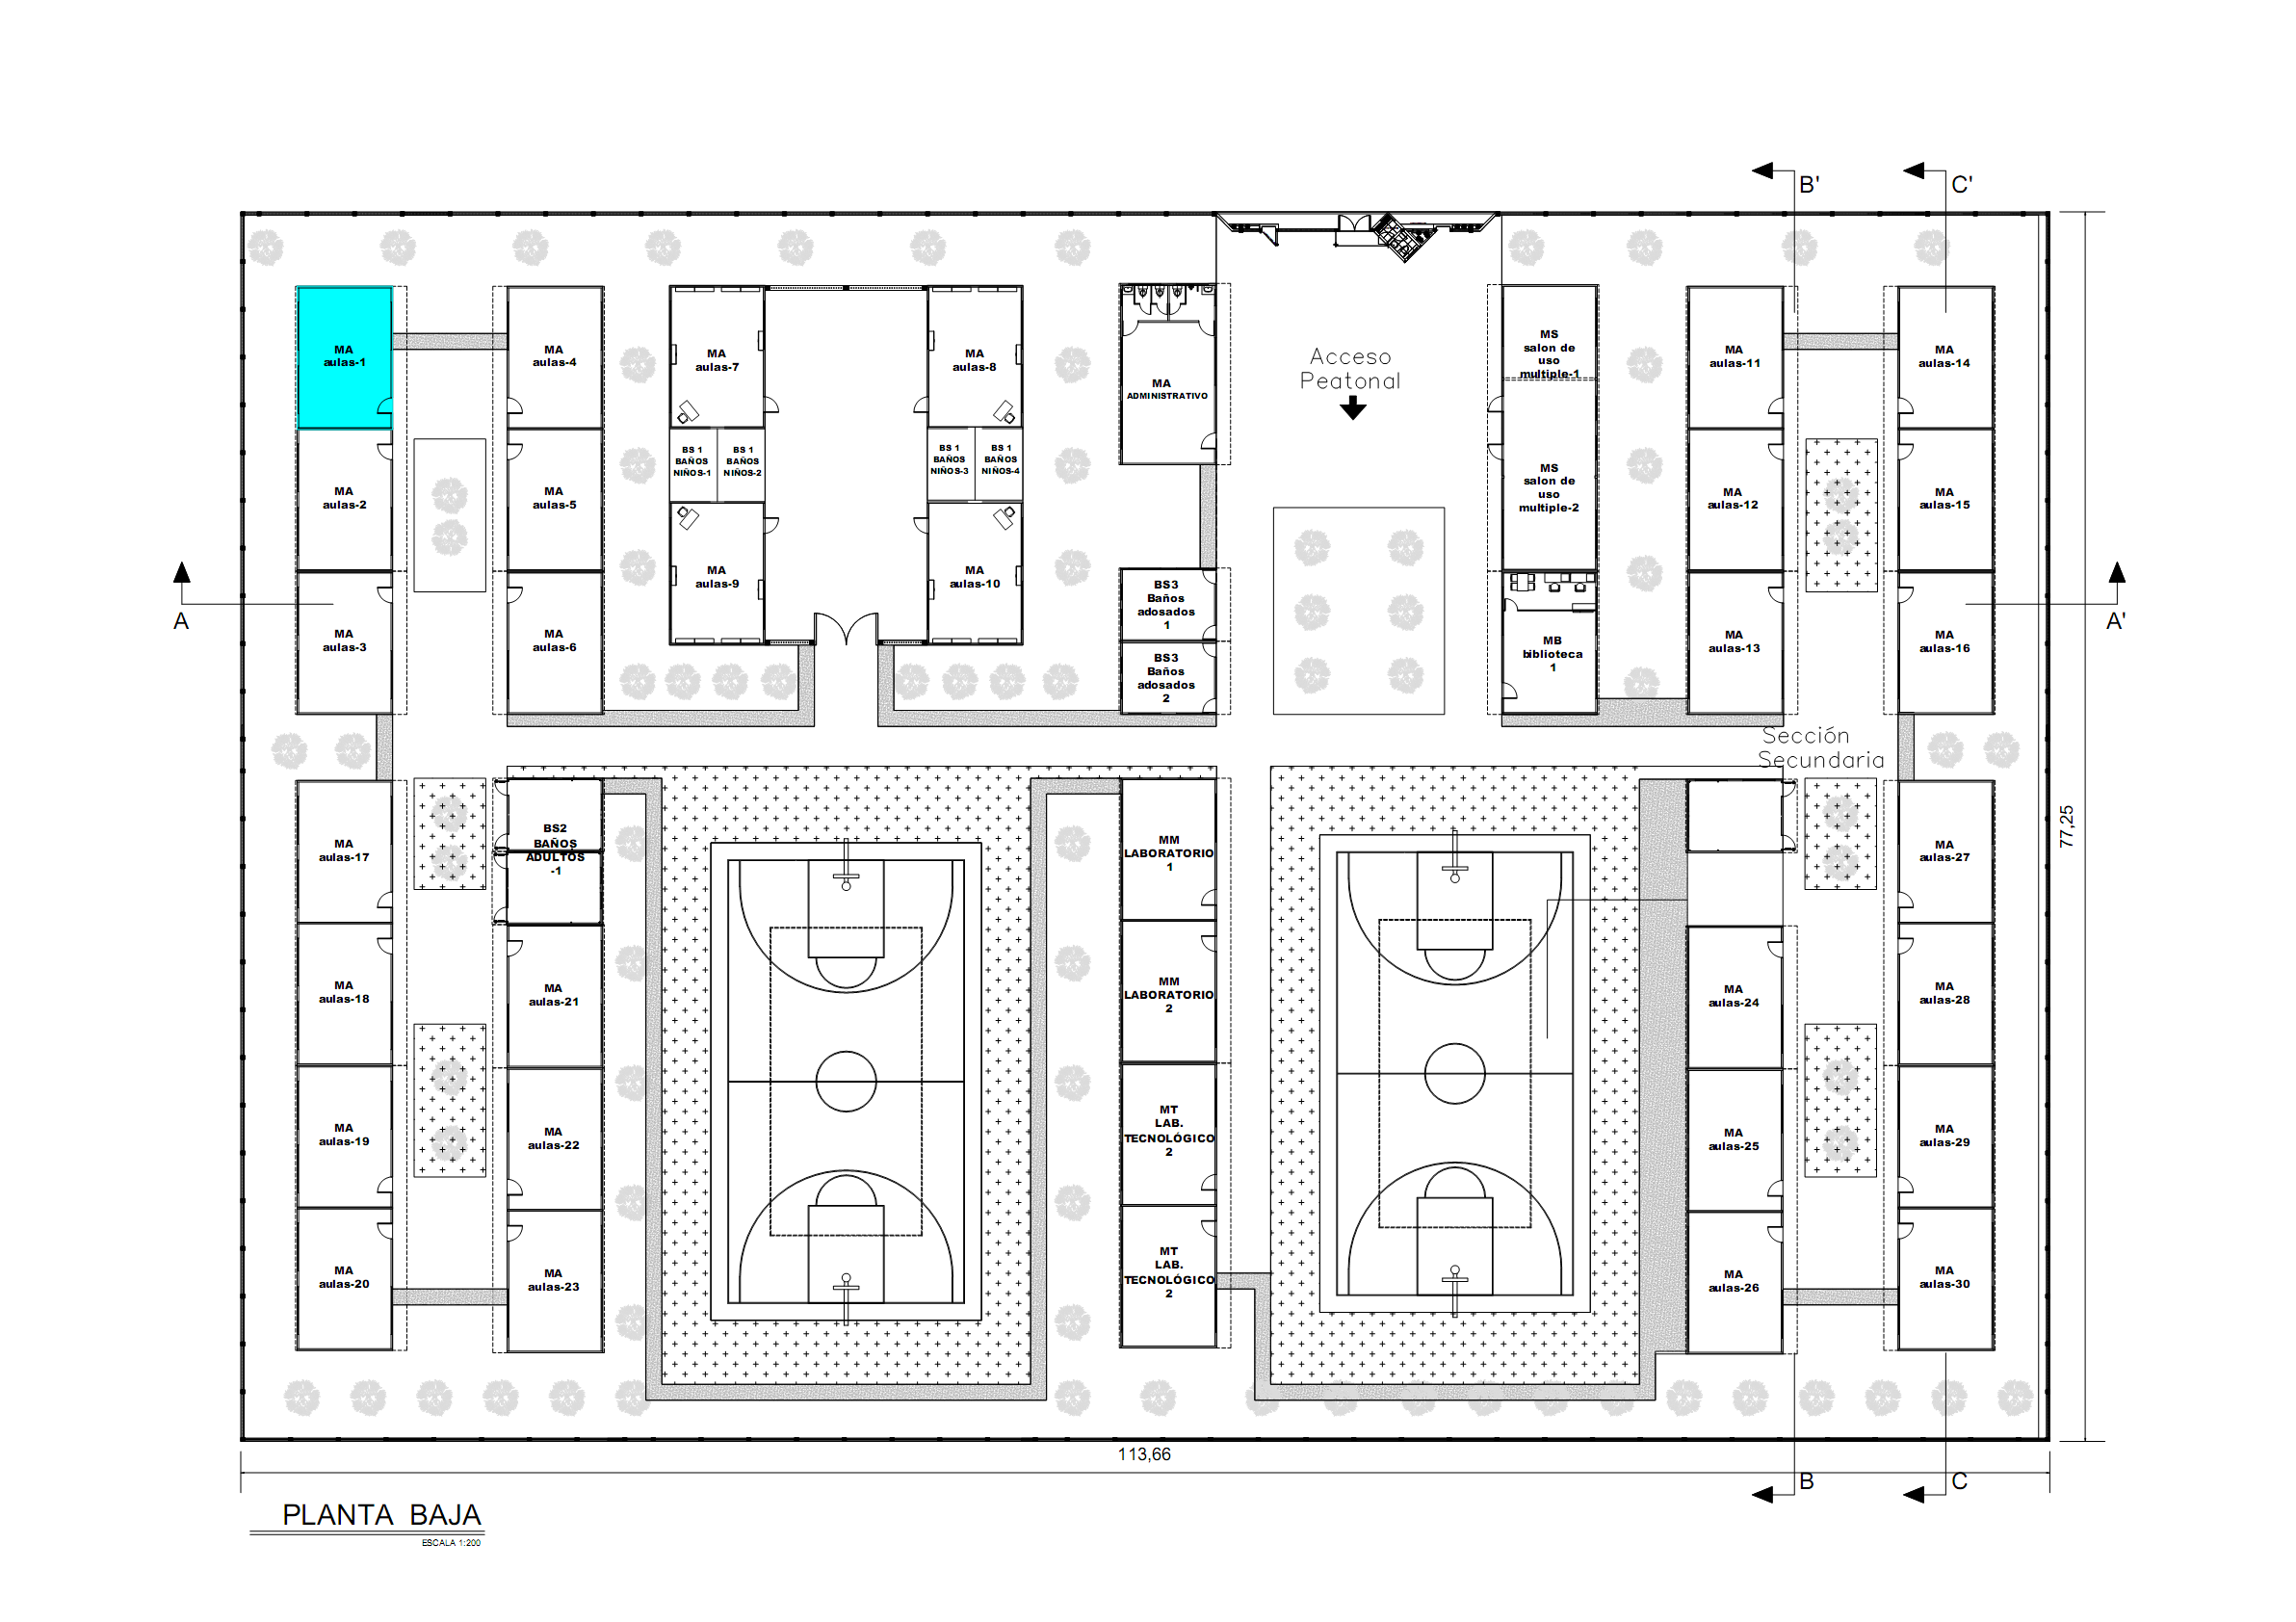 B'
C'
MA
aulas-1
MA
aulas-4
MA
aulas-7
MA
aulas-8
MA
ADMINISTRATIVO
Acceso
Peatonal
MS
salon de
uso
multiple-1
MA
aulas-11
MA
aulas-14
BS 1
BAÑOS
NIÑOS-1
BS 1
BAÑOS
NIÑOS-2
BS 1
BAÑOS
NIÑOS-3
BS 1
BAÑOS
NIÑOS-4
MA
aulas-2
MA
aulas-5
MS
salon de
uso
multiple-2
MA
aulas-12
MA
aulas-15
MA
aulas-9
MA
aulas-10
BS3
Baños
adosados
1
A
A'
MA
aulas-3
MA
aulas-6
BS3
Baños
adosados
2
MB
biblioteca
1
MA
aulas-13
MA
aulas-16
Sección
Secundaria
MA
aulas-17
BS2
BAÑOS
ADULTOS
-1
MM
LABORATORIO
1
MA
aulas-27
77,25
MA
aulas-18
MA
aulas-21
MM
LABORATORIO
2
MA
aulas-24
MA
aulas-28
MA
aulas-19
MA
aulas-22
MT
LAB.
TECNOLÓGICO
2
MA
aulas-25
MA
aulas-29
MA
aulas-20
MA
aulas-23
MT
LAB.
TECNOLÓGICO
2
MA
aulas-26
MA
aulas-30
113,66
B
C
PLANTA BAJA
ESCALA 1:200